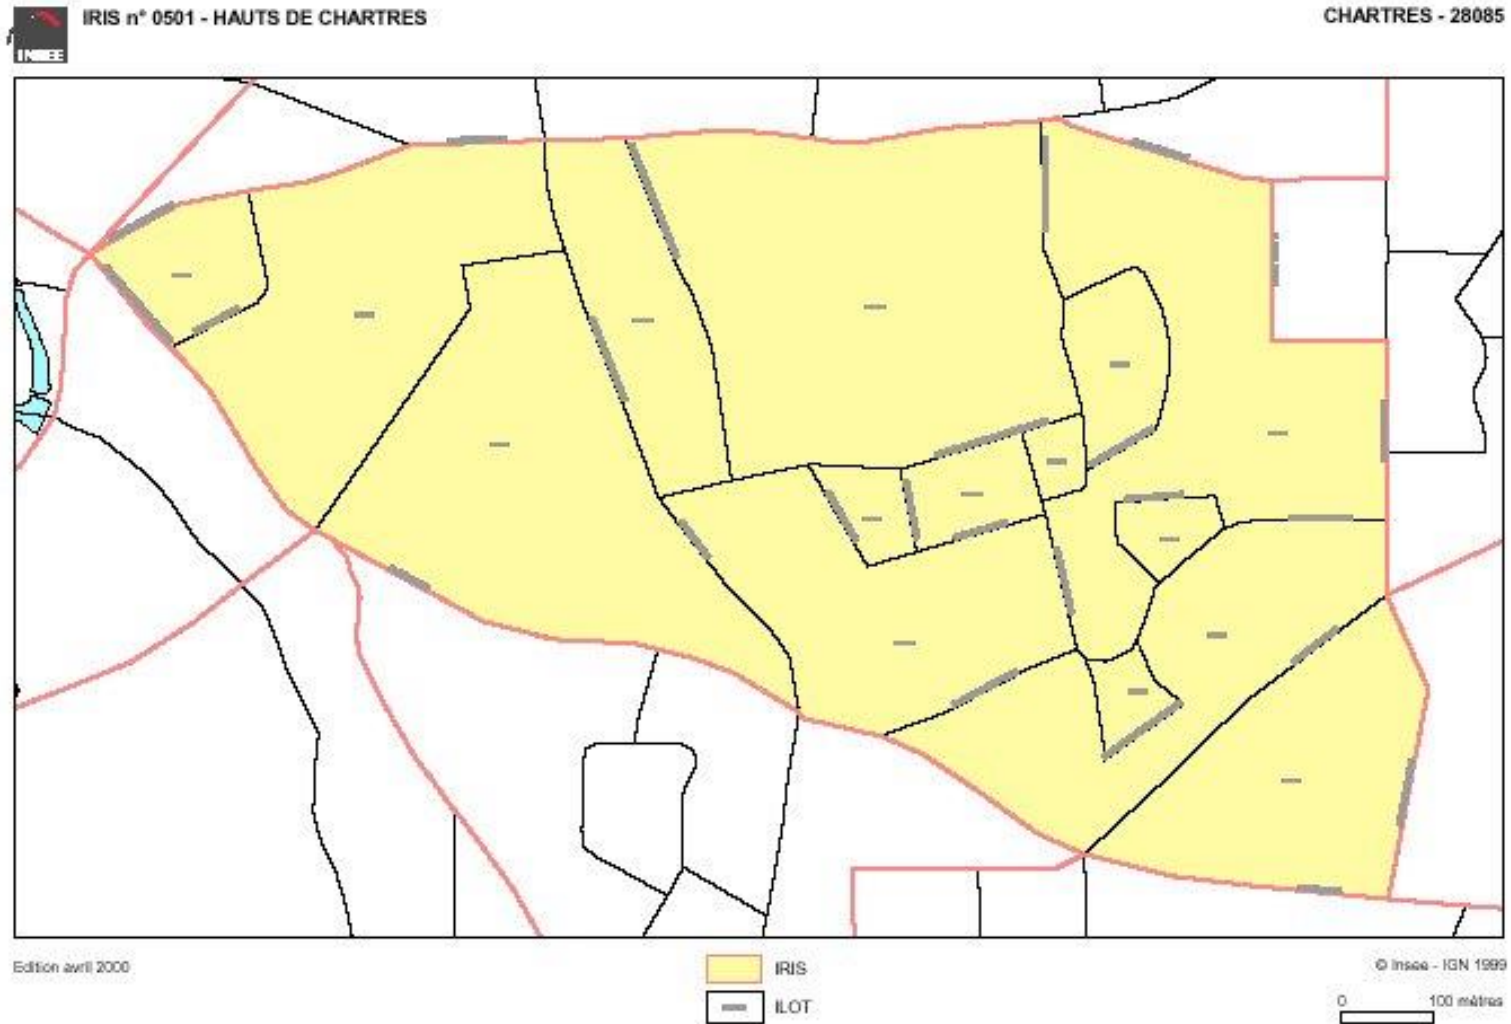 IRIS n° 0501 - HAUTS DE CHARTRES
CHARTRES - 28085
INSEE
Edition avril 2000
IRIS
ILOT
© Insee - IGN 1999
0 100 mètres